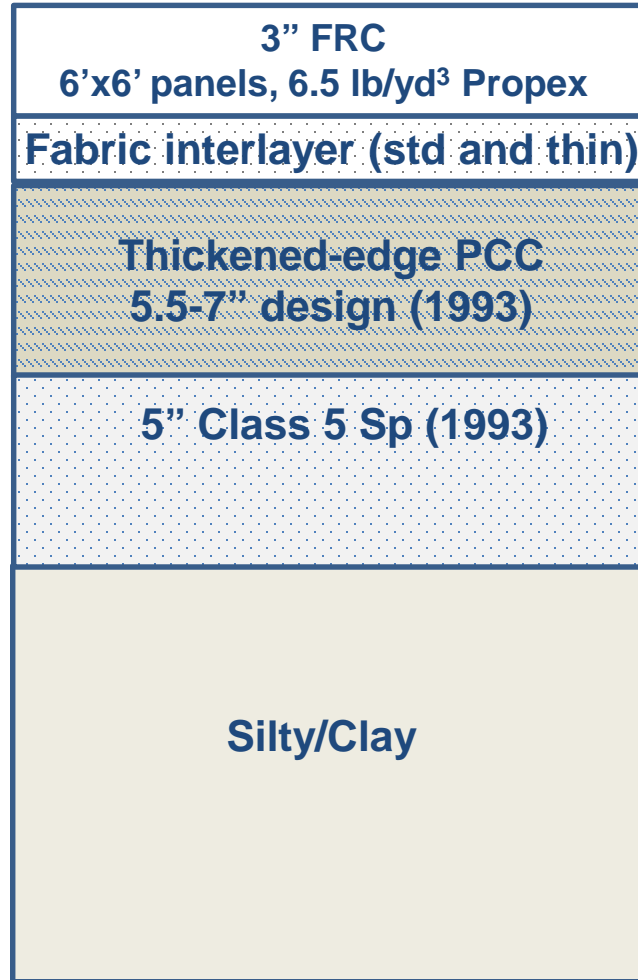 3” FRC
6’x6’ panels, 6.5 lb/yd³ Propex
Fabric interlayer (std and thin)
Thickened-edge PCC
5.5-7” design (1993)
5” Class 5 Sp (1993)
Silty/Clay